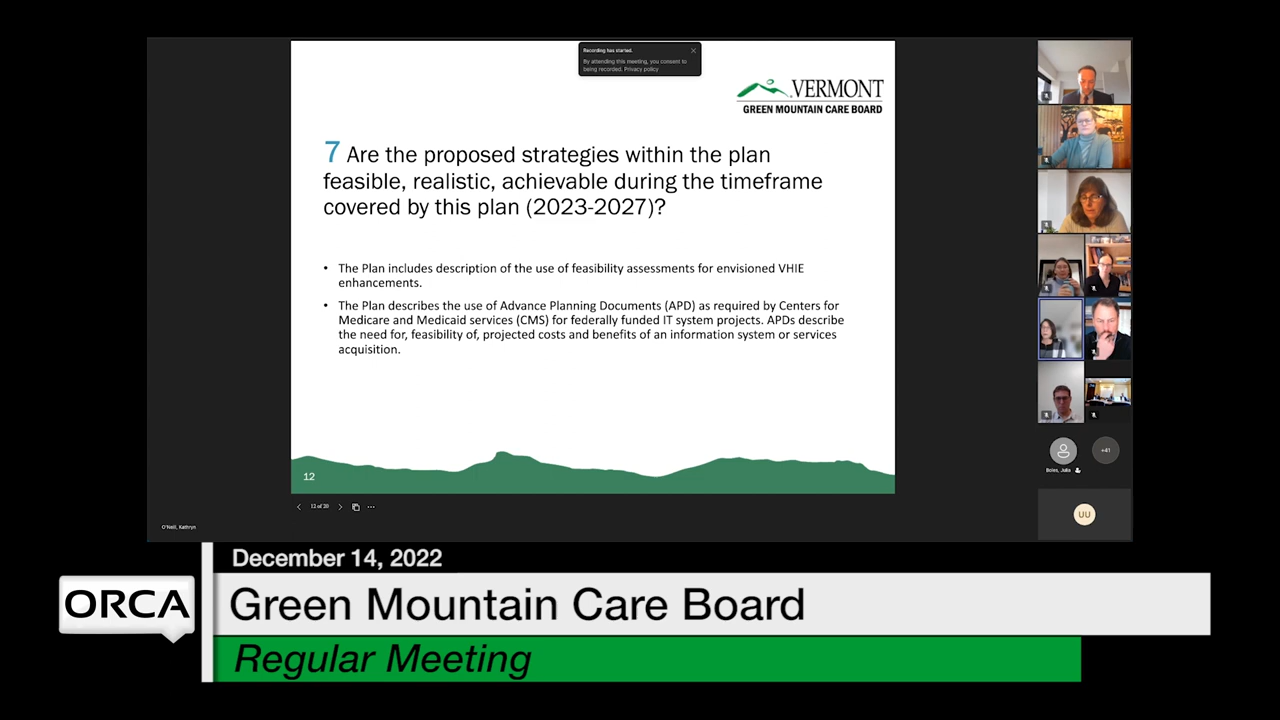 Recording has started.
By attending this meeting, you consent to
being recorded. Privacy policy
VERMONT
GREEN MOUNTAIN CARE BOARD
7 Are the proposed strategies within the plan
feasible, realistic, achievable during the timeframe
covered by this plan (2023-2027)?
• The Plan includes description of the use of feasibility assessments for envisioned VHIE
enhancements.
• The Plan describes the use of Advance Planning Documents (APD) as required by Centers for
Medicare and Medicaid services (CMS) for federally funded IT system projects. APDs describe
the need for, feasibility of, projected costs and benefits of an information system or services
acquisition.
12
12 of 20
O'Neill, Kathryn
+41
Boles, Julia
UU
December 14, 2022
ORCA
Green Mountain Care Board
Regular Meeting